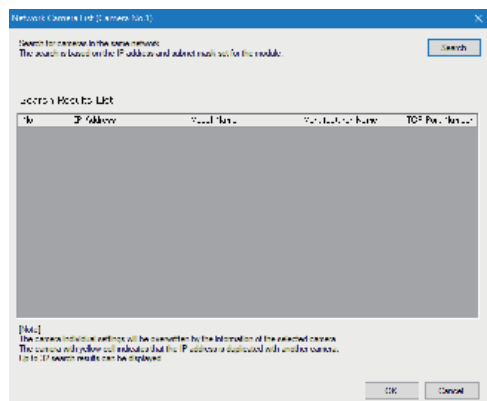 Network Camera List (Camera No.1)
Search for cameras in the same network.
The search is based on the IP address and subnet mask set for the module.
Search
Search Results List
No. IP Address Model Name Manufacturer Name TCP Port Number
[Note]
The camera individual settings will be overwritten by the information of the selected camera.
The camera with yellow cell indicates that the IP address is duplicated with another camera.
Up to 32 search results can be displayed.
OK Cancel